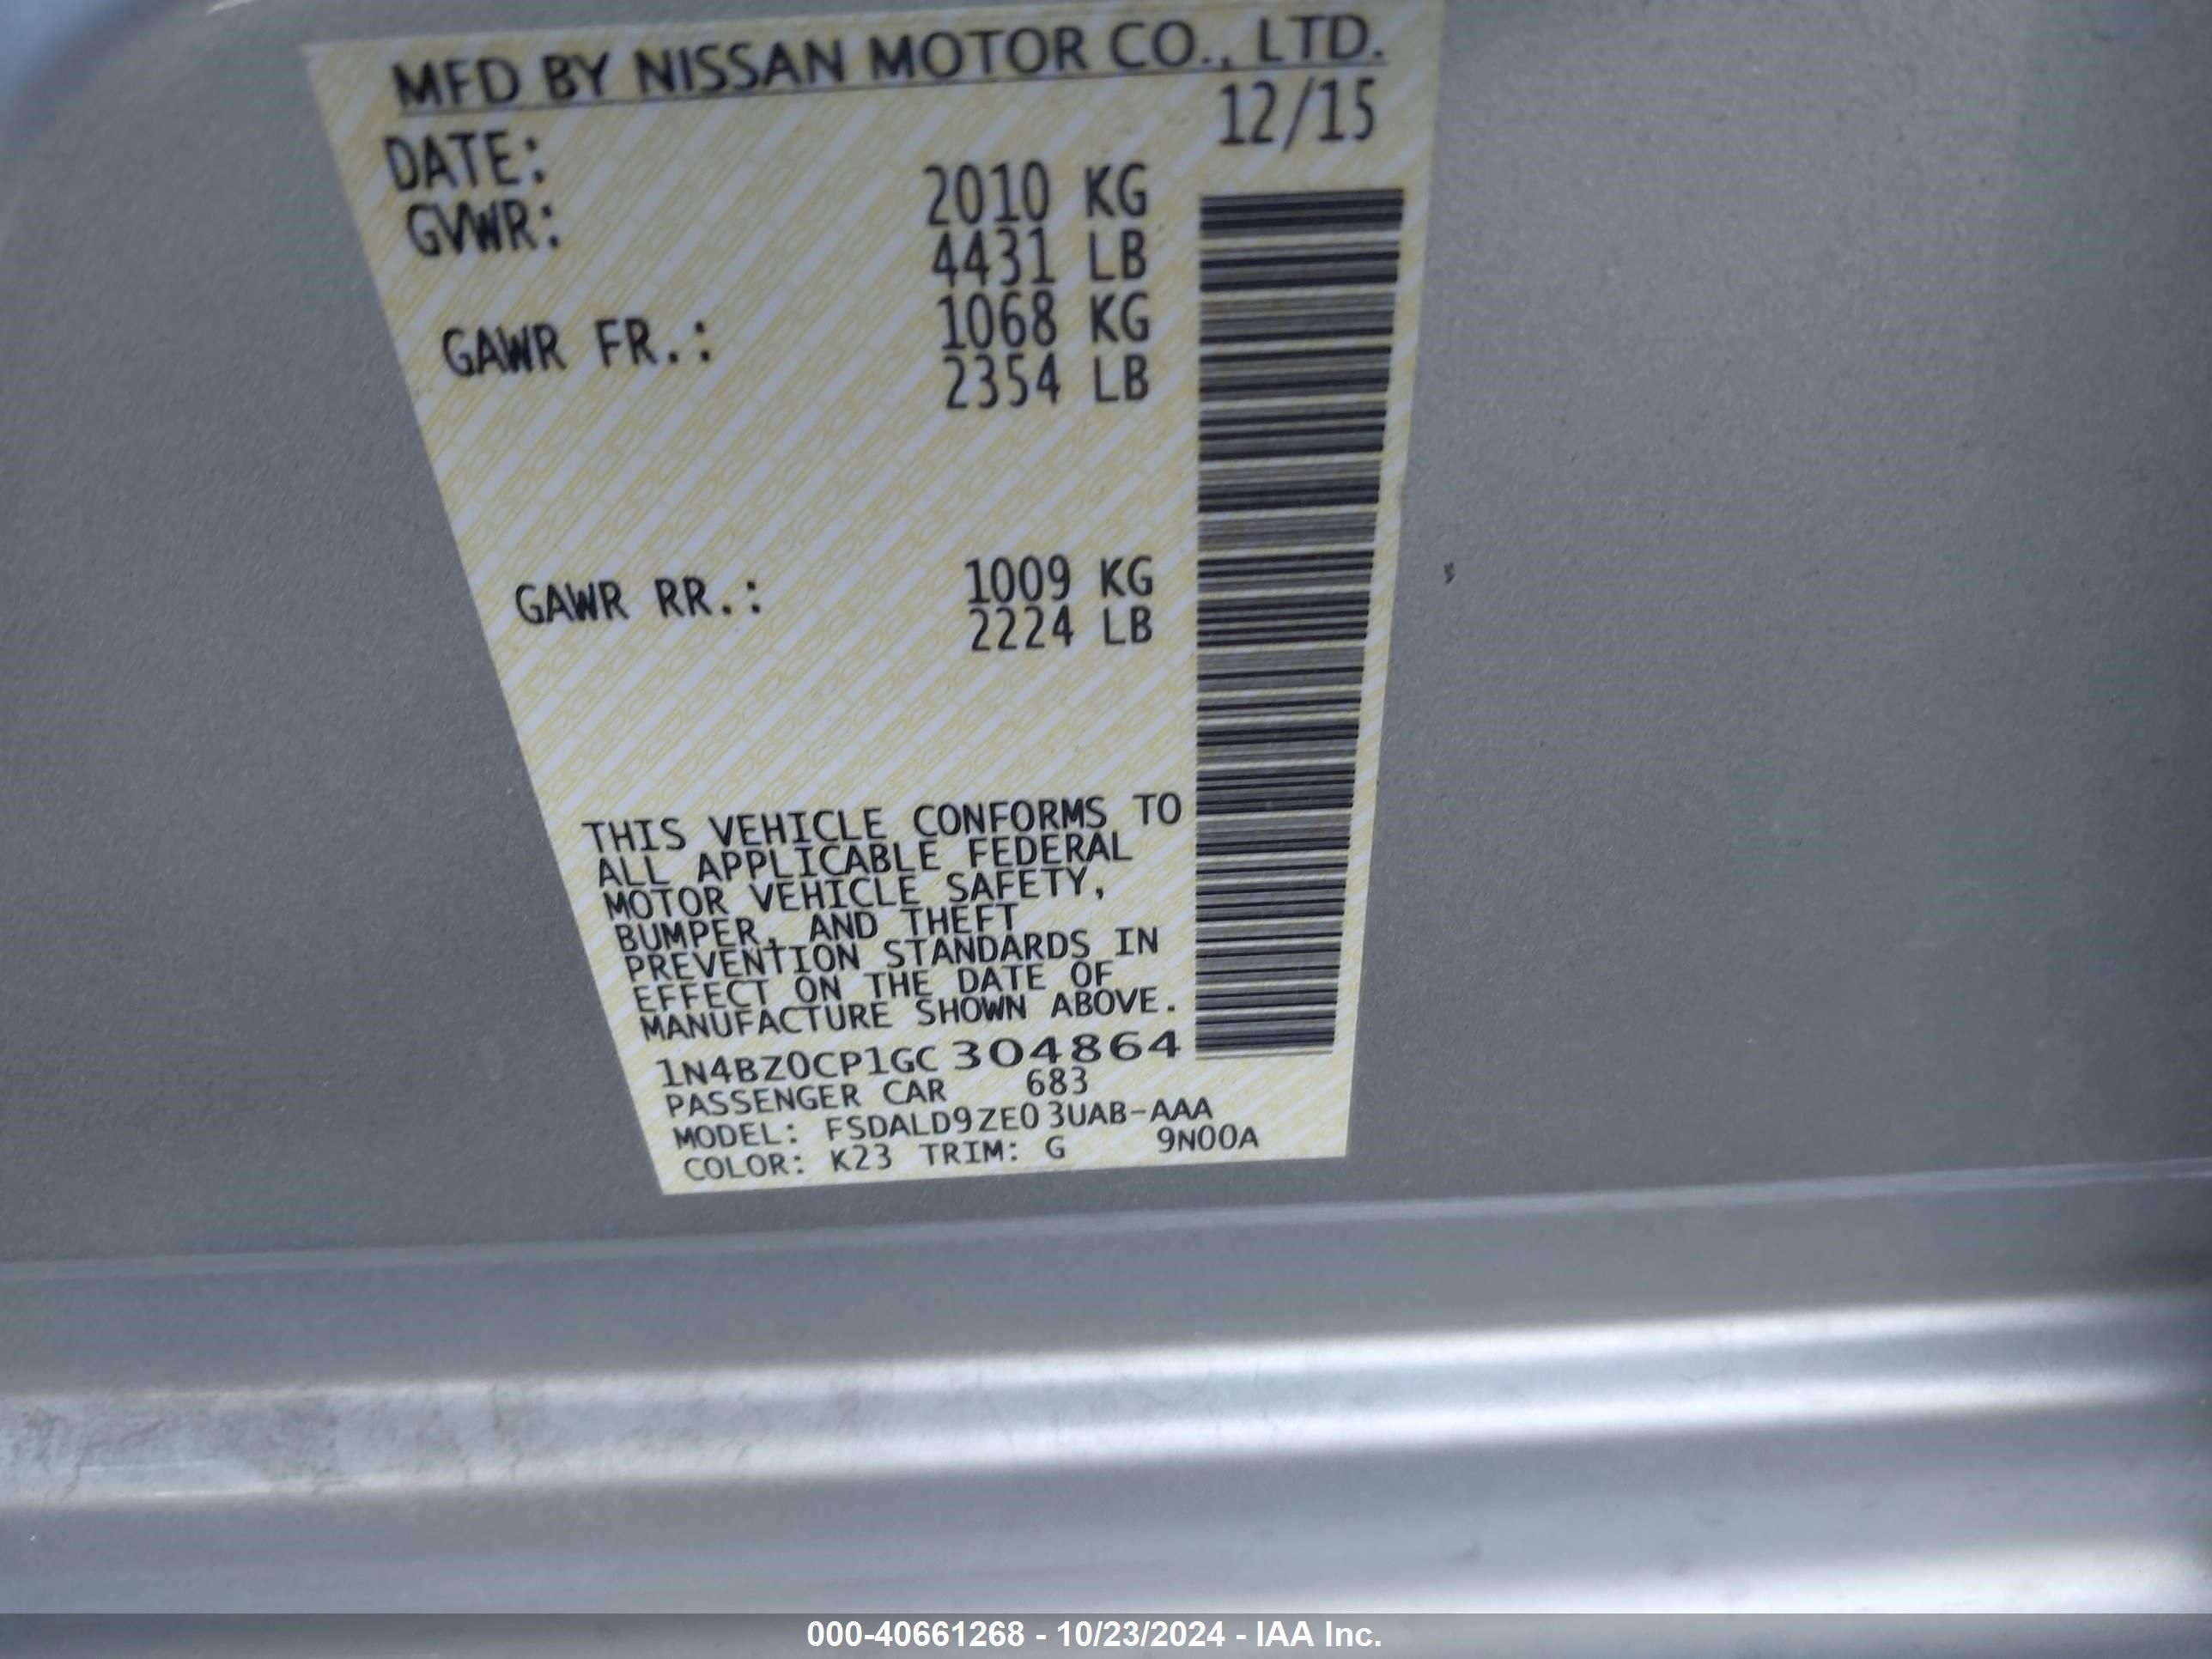 MFD BY NISSAN MOTOR CO., LTD.
DATE: 12/15
GVWR: 2010 KG
4431 LB
GAWR FR.: 1068 KG
2354 LB
GAWR RR.: 1009 KG
2224 LB
THIS VEHICLE CONFORMS TO
ALL APPLICABLE FEDERAL
MOTOR VEHICLE SAFETY,
BUMPER, AND THEFT
PREVENTION STANDARDS IN
EFFECT ON THE DATE OF
MANUFACTURE SHOWN ABOVE.
1N4BZ0CP1GC304864
PASSENGER CAR 683
MODEL: FSDALD9ZE03UAB-AAA
COLOR: K23 TRIM: G 9N00A
000-40661268 - 10/23/2024 - IAA Inc.